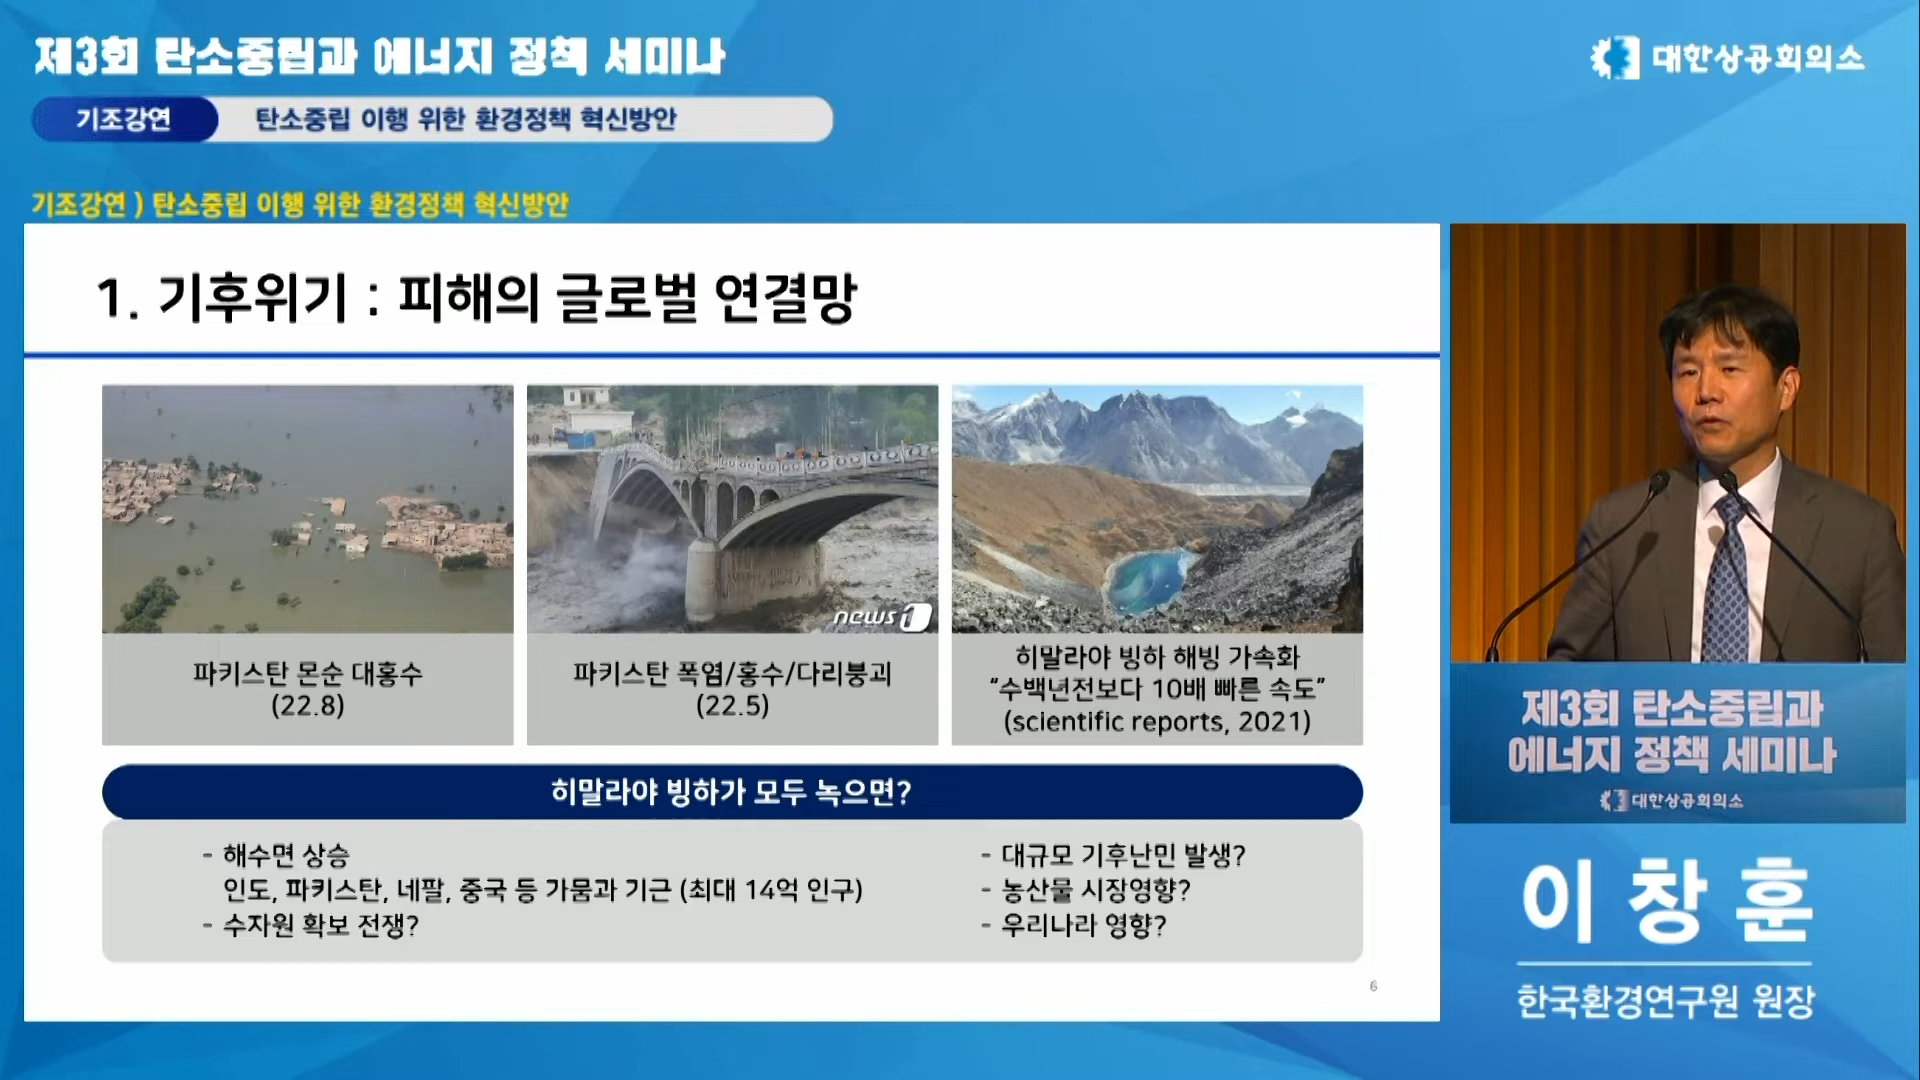 제3회 탄소중립과 에너지 정책 세미나
대한상공회의소
기조강연 탄소중립 이행 위한 환경정책 혁신방안
기조강연 ) 탄소중립 이행 위한 환경정책 혁신방안
1. 기후위기 : 피해의 글로벌 연결망
news1
파키스탄 몬순 대홍수
(22.8)
파키스탄 폭염/홍수/다리붕괴
(22.5)
히말라야 빙하 해빙 가속화
“수백년전보다 10배 빠른 속도”
(scientific reports, 2021)
히말라야 빙하가 모두 녹으면?
- 해수면 상승
인도, 파키스탄, 네팔, 중국 등 가뭄과 기근 (최대 14억 인구)
- 수자원 확보 전쟁?
- 대규모 기후난민 발생?
- 농산물 시장영향?
- 우리나라 영향?
6
제3회 탄소중립과
에너지 정책 세미나
대한상공회의소
이창훈
한국환경연구원 원장